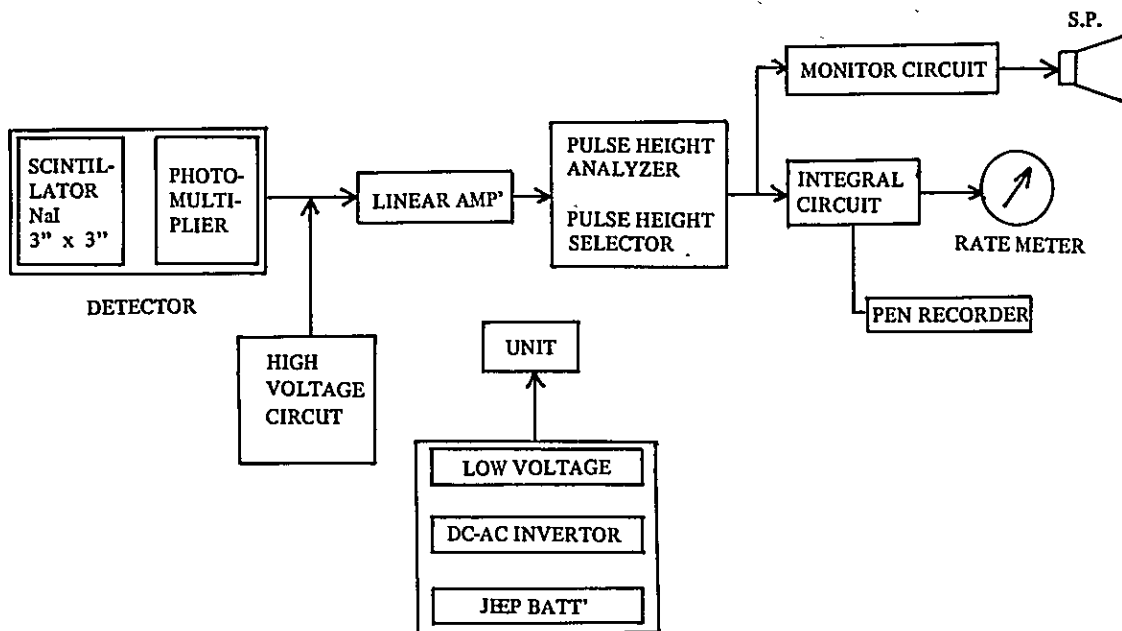 S.P.
MONITOR CIRCUIT
SCINTIL-
LATOR
NaI
3" x 3"
PHOTO-
MULTI-
PLIER
DETECTOR
LINEAR AMP'
PULSE HEIGHT
ANALYZER
PULSE HEIGHT
SELECTOR
INTEGRAL
CIRCUIT
RATE METER
PEN RECORDER
HIGH
VOLTAGE
CIRCUT
UNIT
LOW VOLTAGE
DC-AC INVERTOR
JEEP BATT'